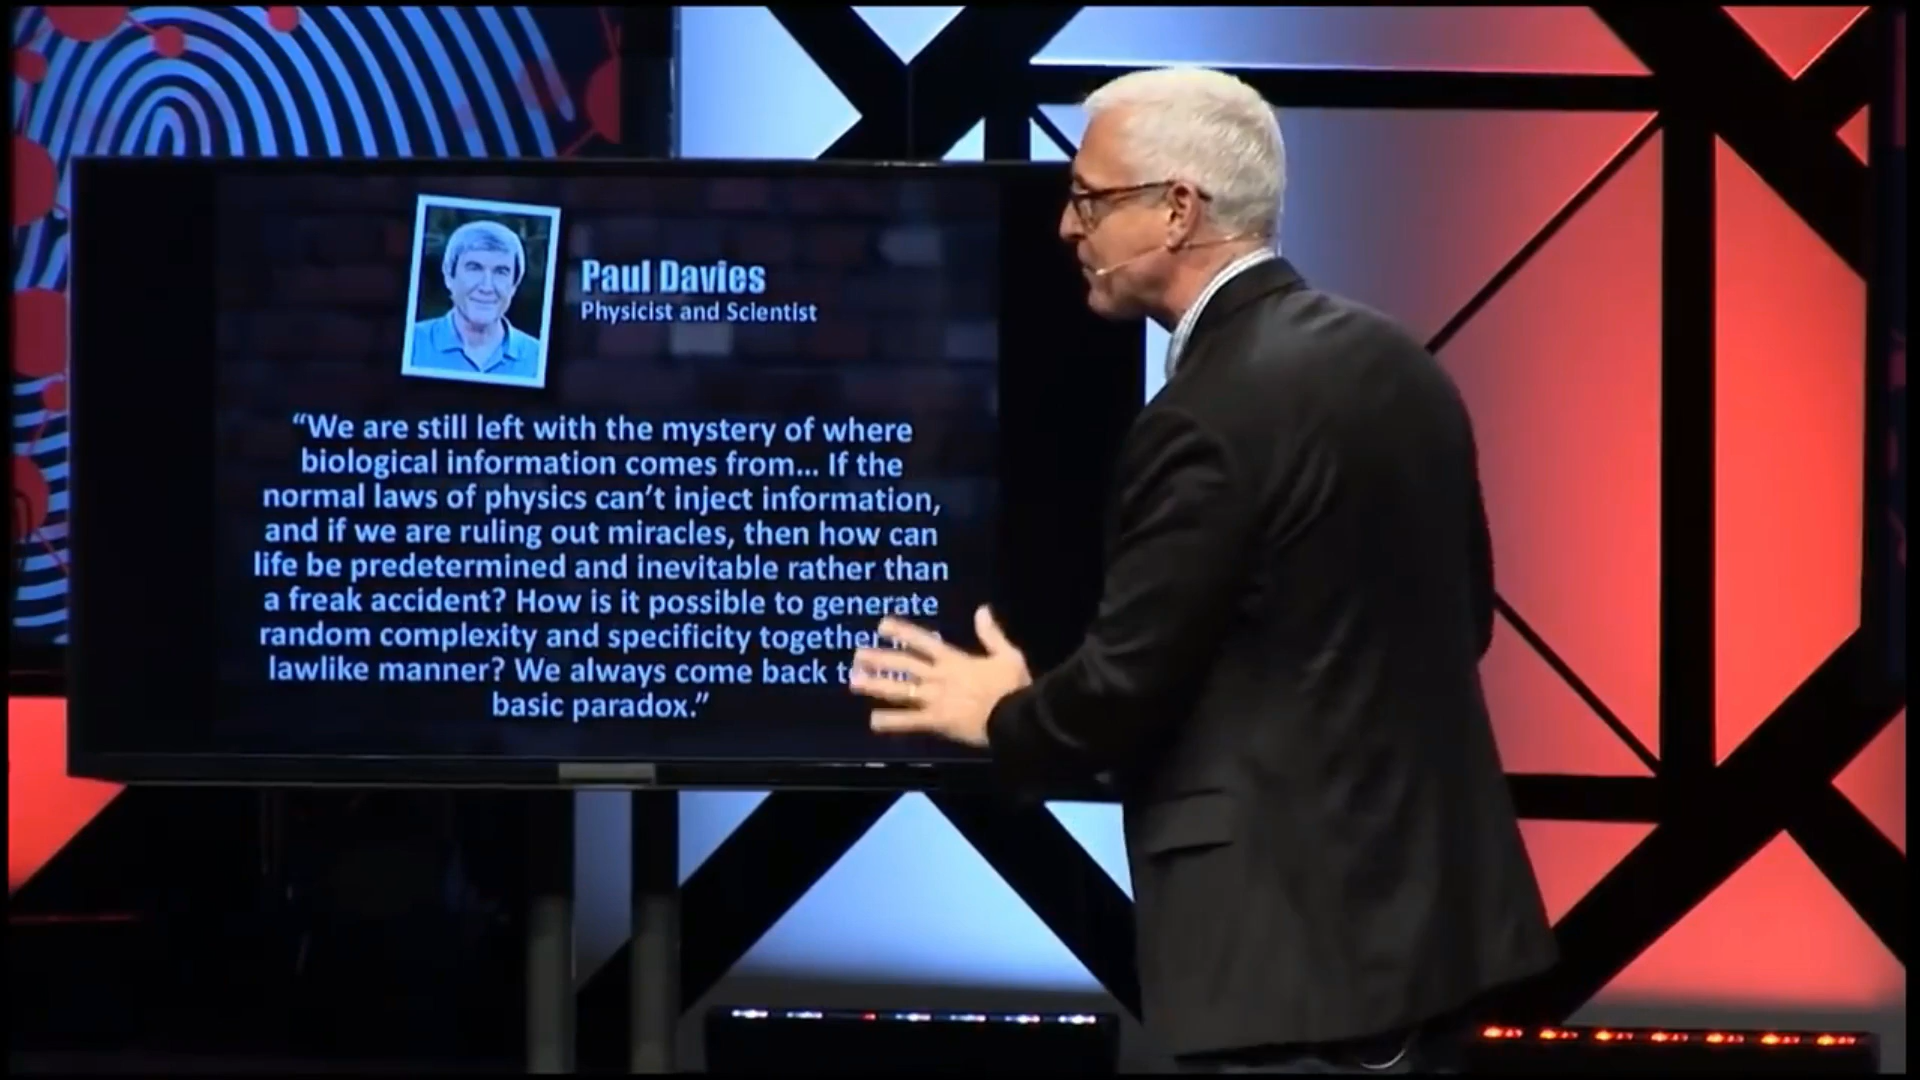 Paul Davies
Physicist and Scientist
“We are still left with the mystery of where
biological information comes from... If the
normal laws of physics can’t inject information,
and if we are ruling out miracles, then how can
life be predetermined and inevitable rather than
a freak accident? How is it possible to generate
random complexity and specificity together
lawlike manner? We always come back
basic paradox.”